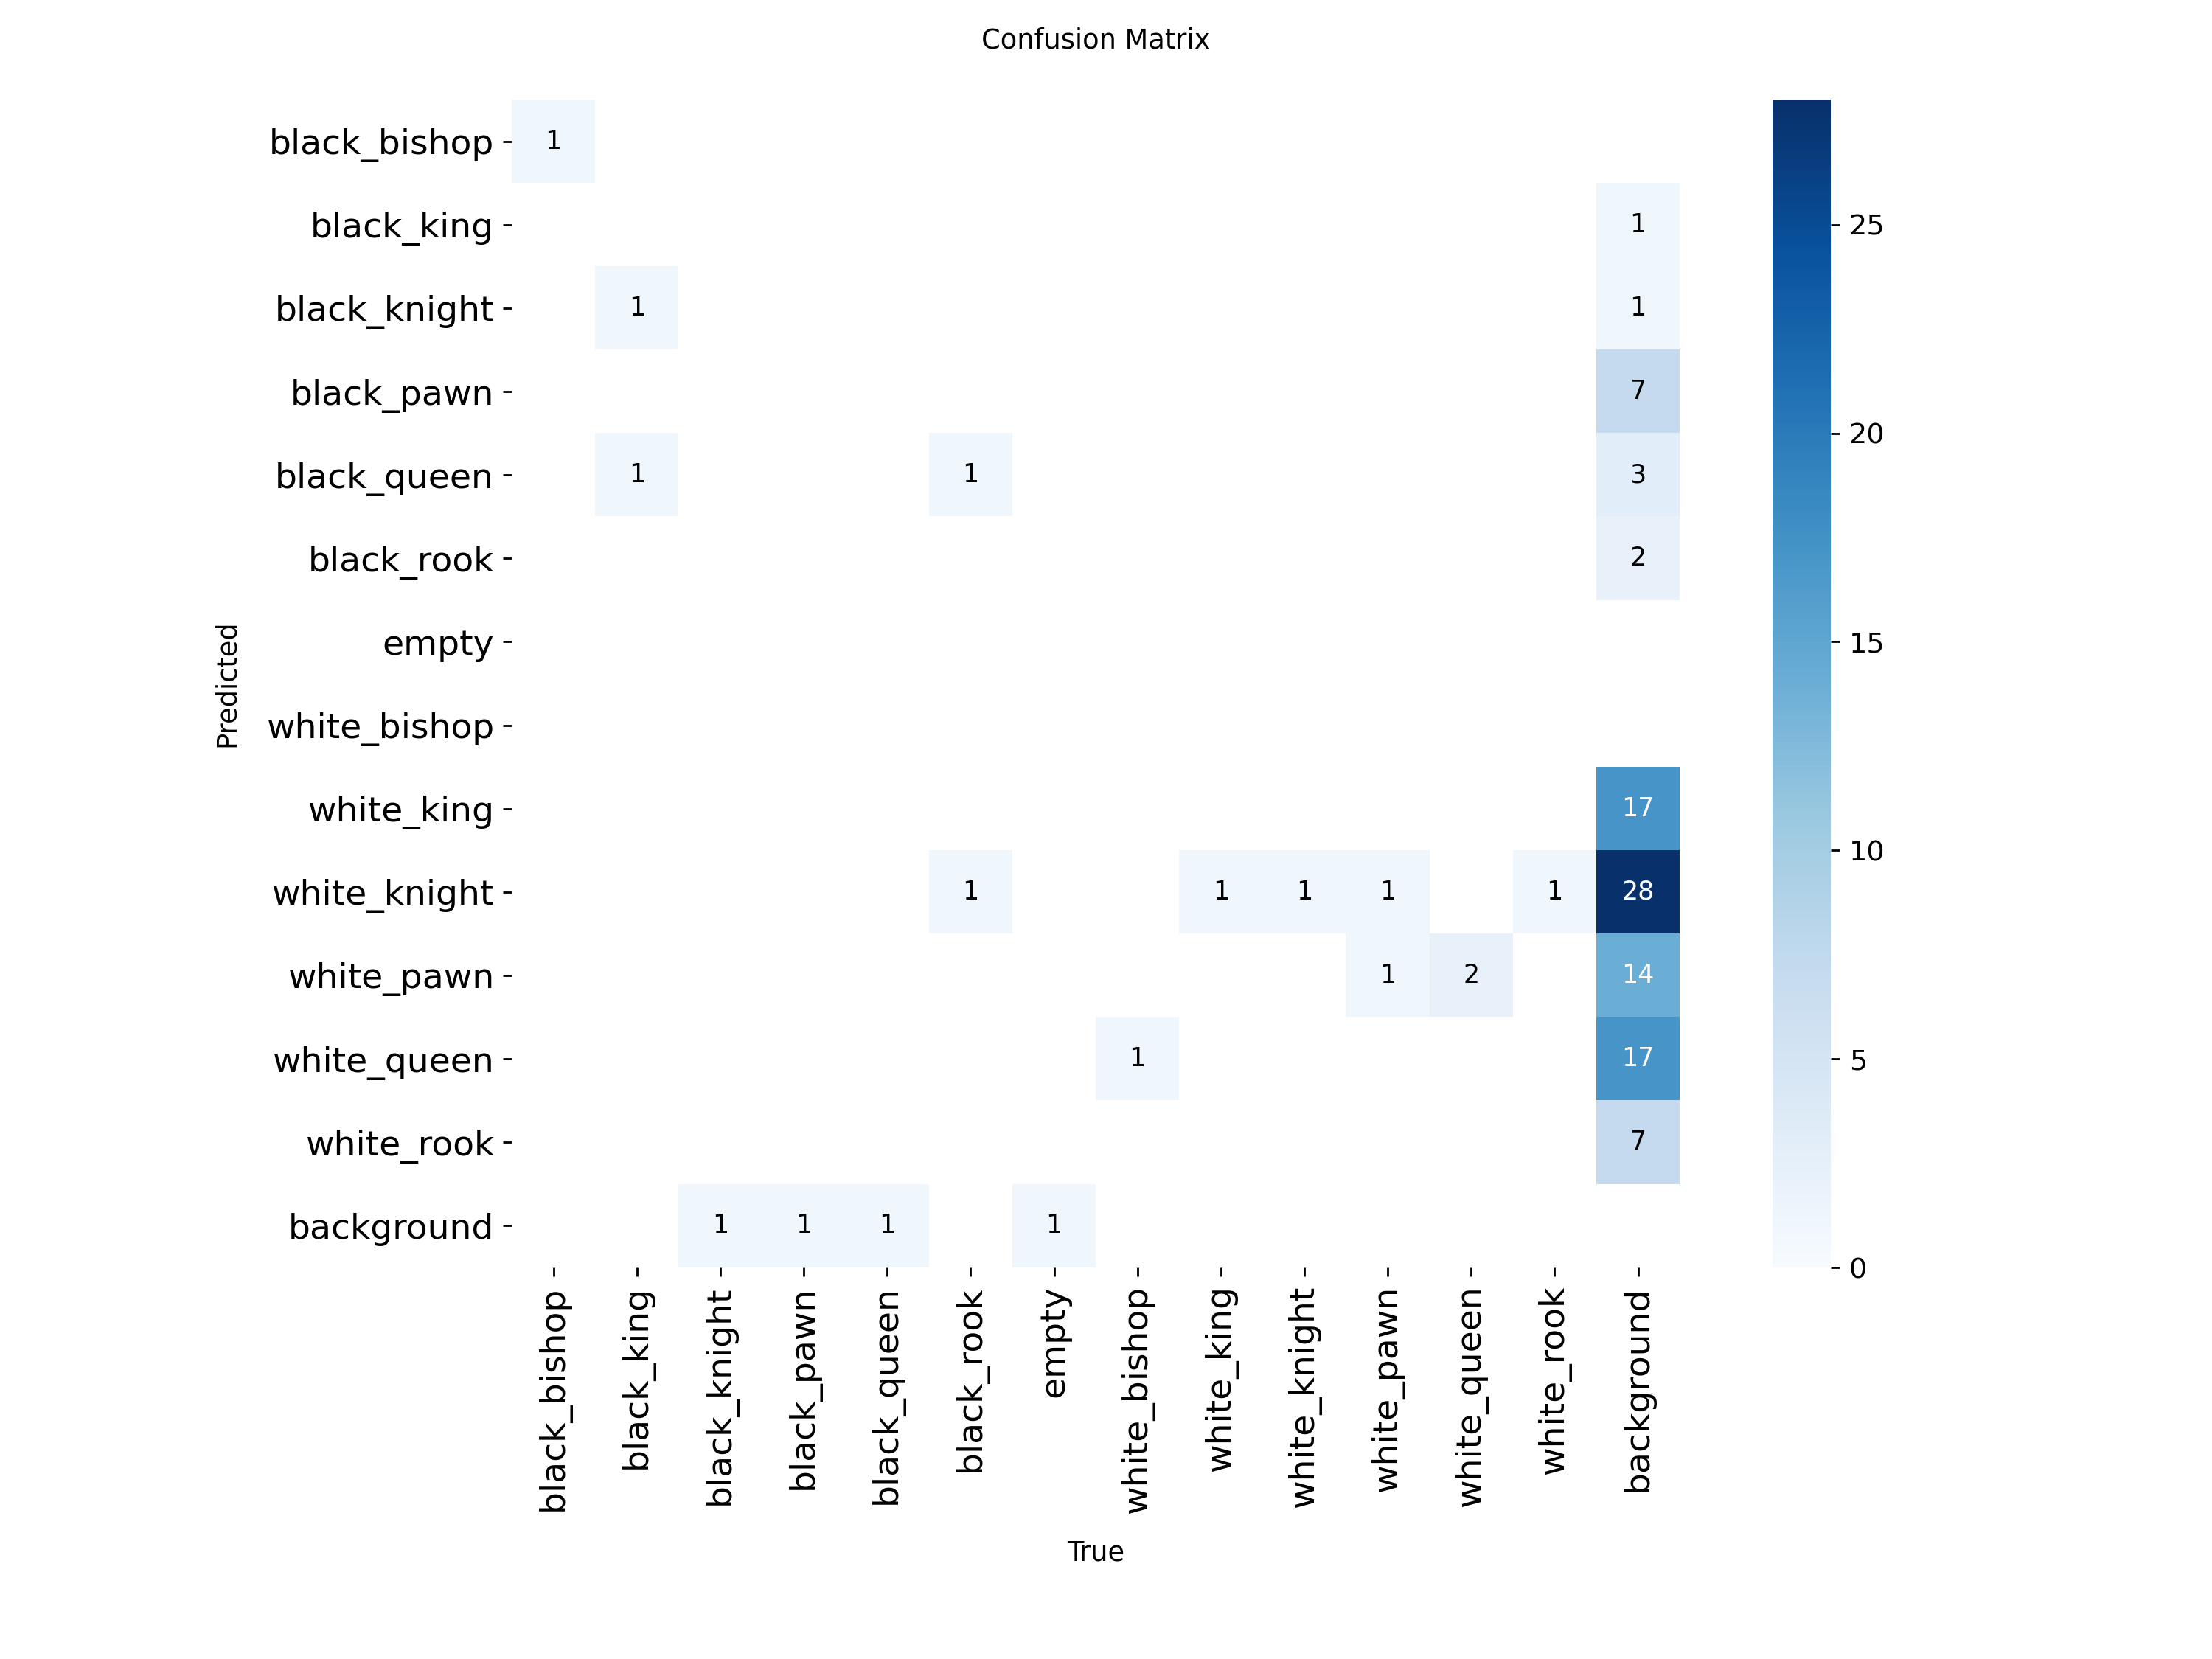 Confusion Matrix
black_bishop 1
black_king 1
black_knight 1 1
black_pawn 7
black_queen 1 1 3
black_rook 2
empty
white_bishop
white_king 17
white_knight 1 1 1 1 1 28
white_pawn 1 2 14
white_queen 1 17
white_rook 7
background 1 1 1 1
Predicted
black_bishop
black_king
black_knight
black_pawn
black_queen
black_rook
empty
white_bishop
white_king
white_knight
white_pawn
white_queen
white_rook
background
True
25
20
15
10
5
0